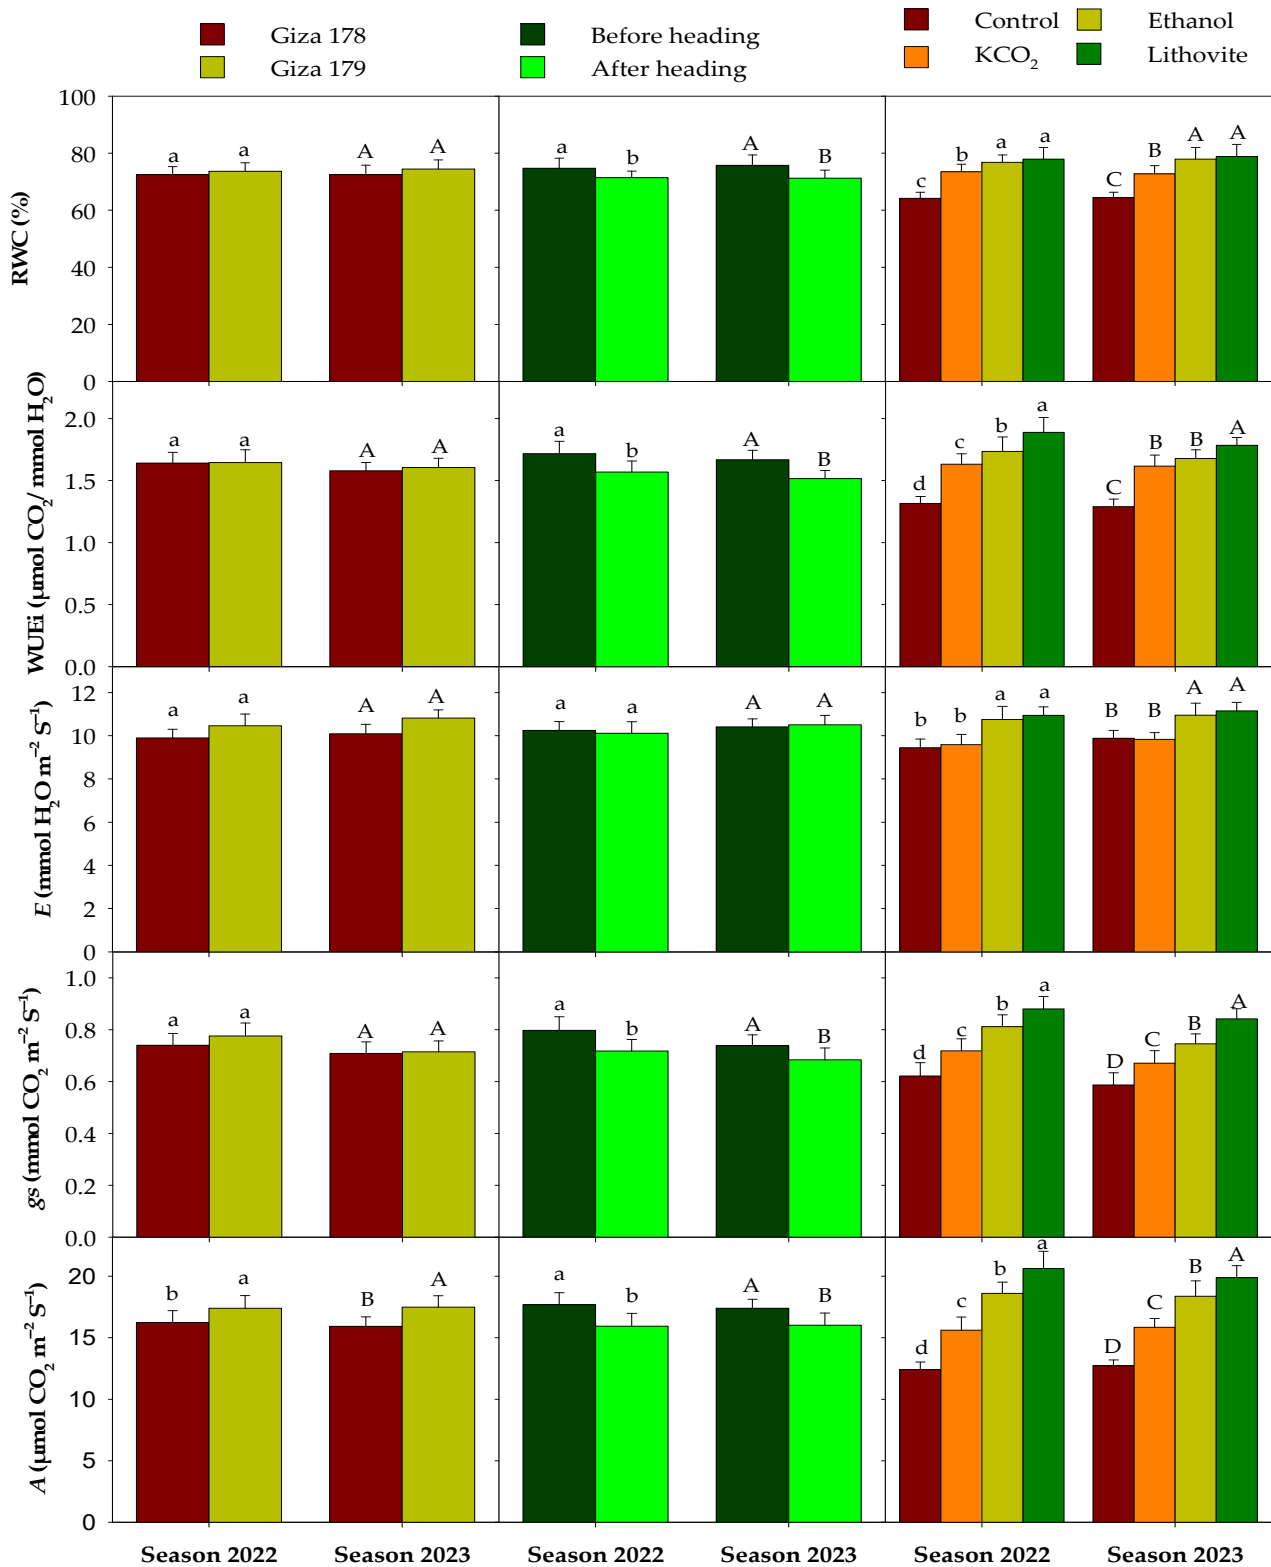 Giza 178
Giza 179
Before heading
After heading
Control
Ethanol
KCO₂
Lithovite
RWC (%)
100
80
60
40
20
0
a a A A
a b A B
c b a a C B A A
WUEi (µmol CO₂/ mmol H₂O)
2.0
1.5
1.0
0.5
0.0
a a A A
a b A B
d c b a C B B A
E (mmol H₂O m⁻² S⁻¹)
12
10
8
6
4
2
0
a a A A
a a A A
b b a a B B A A
gs (mmol CO₂ m⁻² S⁻¹)
1.0
0.8
0.6
0.4
0.2
0.0
a a A A
a b A B
d c b a D C B A
A (µmol CO₂ m⁻² S⁻¹)
20
15
10
5
0
b a B A
a b A B
d c b a D C B A
Season 2022 Season 2023 Season 2022 Season 2023 Season 2022 Season 2023